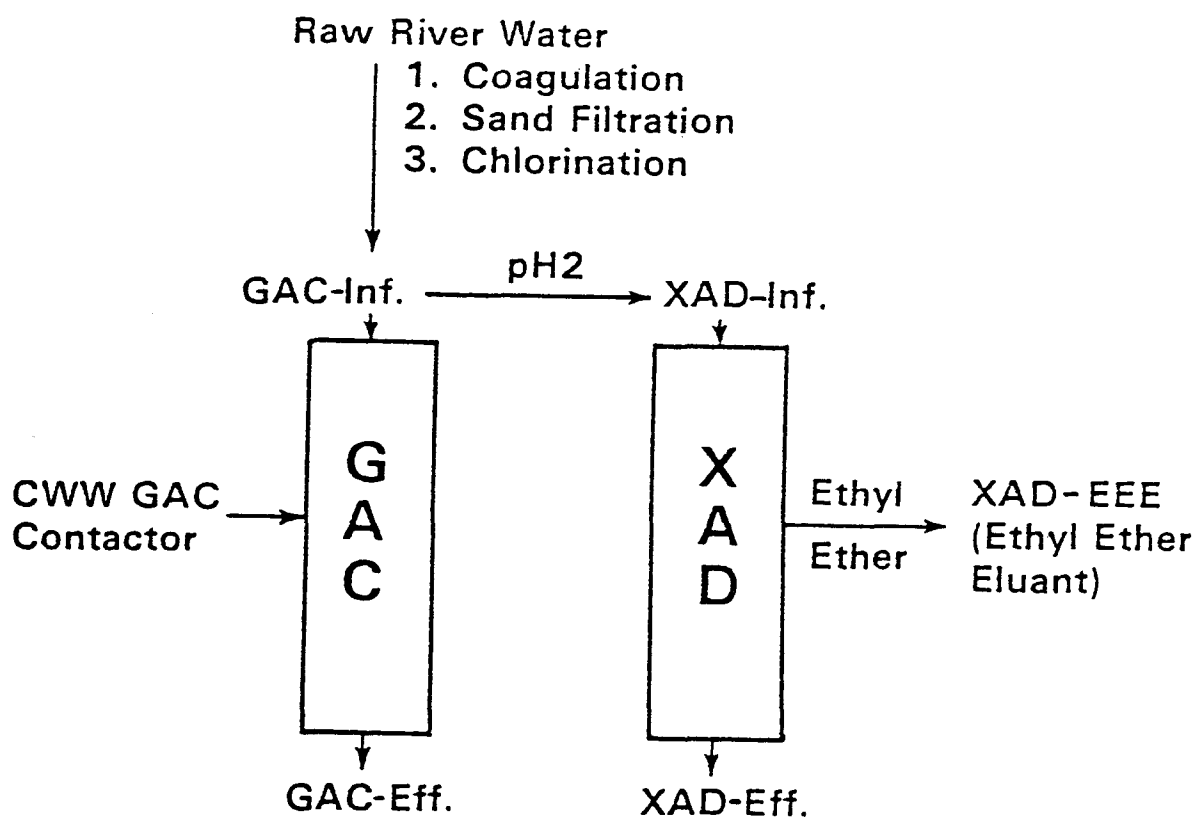 Raw River Water
1. Coagulation
2. Sand Filtration
3. Chlorination
GAC-Inf.
pH2
XAD-Inf.
G
A
C
X
A
D
CWW GAC
Contactor
Ethyl
Ether
XAD-EEE
(Ethyl Ether
Eluant)
GAC-Eff.
XAD-Eff.